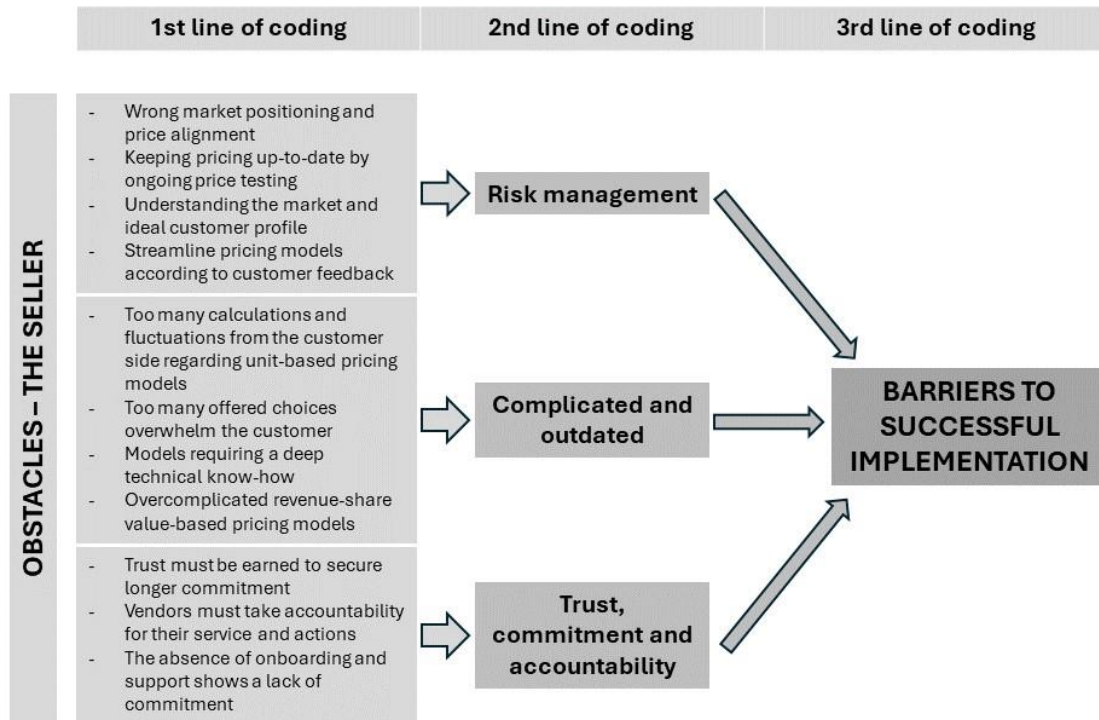 1st line of coding
2nd line of coding
3rd line of coding
OBSTACLES – THE SELLER
- Wrong market positioning and
price alignment
- Keeping pricing up-to-date by
ongoing price testing
- Understanding the market and
ideal customer profile
- Streamline pricing models
according to customer feedback
Risk management
- Too many calculations and
fluctuations from the customer
side regarding unit-based pricing
models
- Too many offered choices
overwhelm the customer
- Models requiring a deep
technical know-how
- Overcomplicated revenue-share
value-based pricing models
Complicated and
outdated
- Trust must be earned to secure
longer commitment
- Vendors must take accountability
for their service and actions
- The absence of onboarding and
support shows a lack of
commitment
Trust,
commitment and
accountability
BARRIERS TO
SUCCESSFUL
IMPLEMENTATION